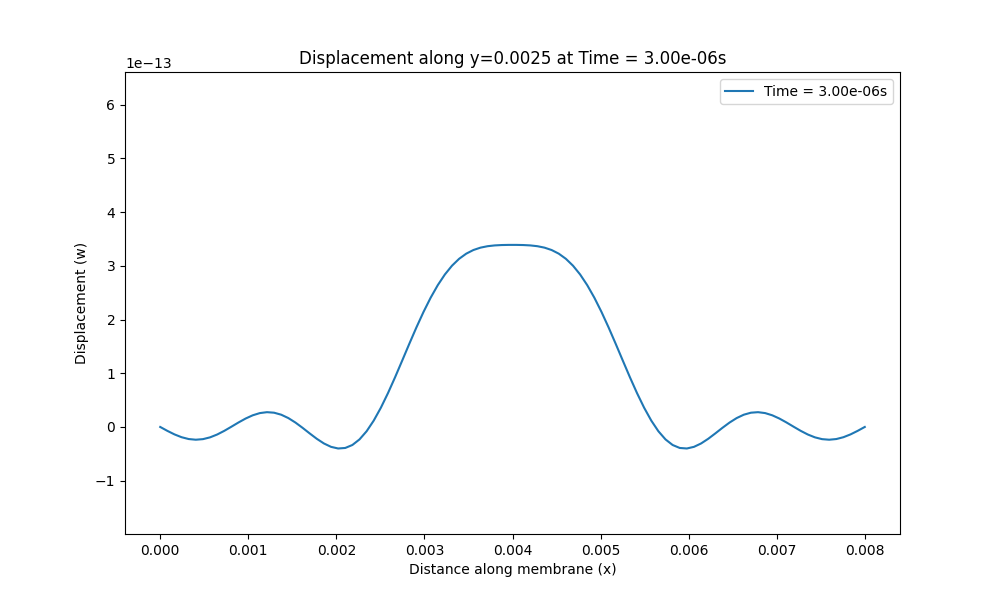 Displacement along y=0.0025 at Time = 3.00e-06s
1e−13
Time = 3.00e-06s
6
5
4
3
2
1
0
−1
Displacement (w)
0.000 0.001 0.002 0.003 0.004 0.005 0.006 0.007 0.008
Distance along membrane (x)